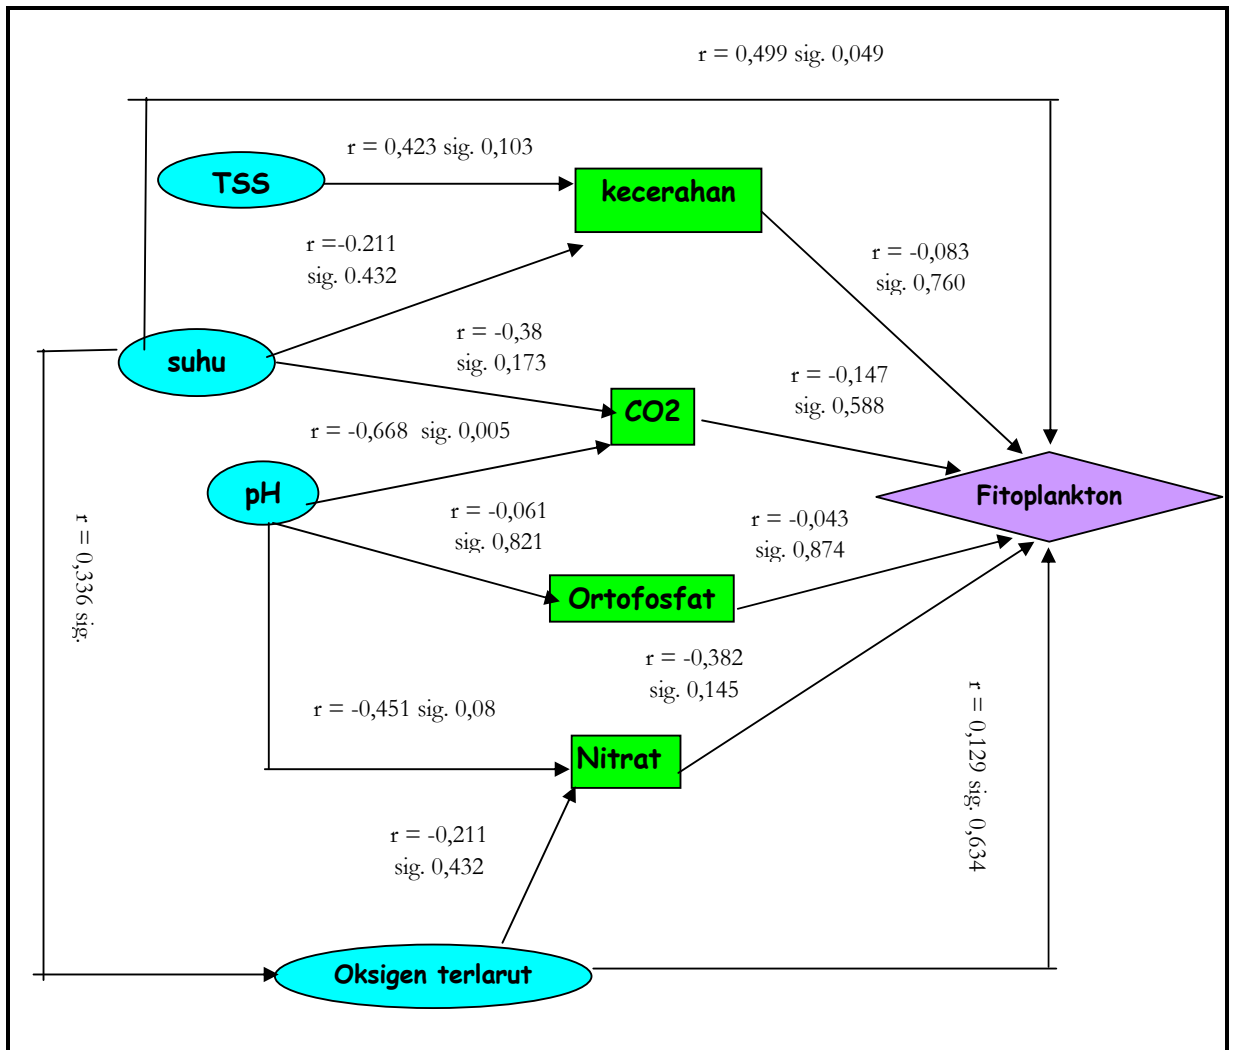 r = 0,499 sig. 0,049
r = 0,423 sig. 0,103
TSS
kecerahan
r =-0.211
sig. 0.432
r = -0,083
sig. 0,760
r = -0,38
sig. 0,173
suhu
r = -0,147
sig. 0,588
CO2
r = -0,668 sig. 0,005
pH
Fitoplankton
r = -0,061
sig. 0,821
r = -0,043
sig. 0,874
r = 0,336 sig.
Ortofosfat
r = -0,382
sig. 0,145
r = -0,451 sig. 0,08
r = 0,129 sig. 0,634
Nitrat
r = -0,211
sig. 0,432
Oksigen terlarut